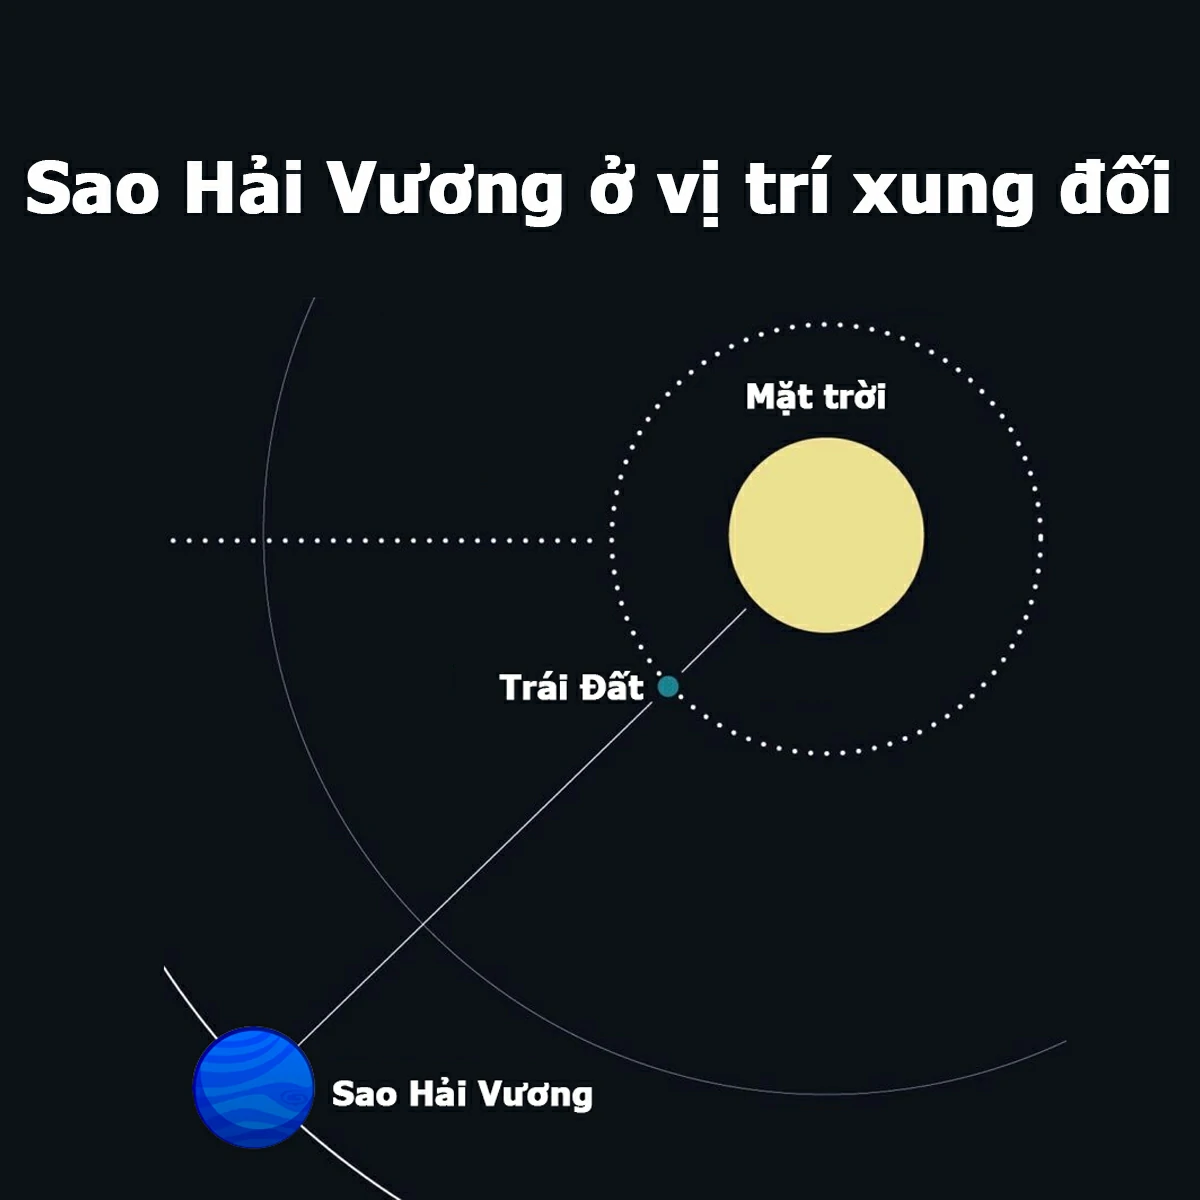 Sao Hải Vương ở vị trí xung đối
Mặt trời
Trái Đất
Sao Hải Vương